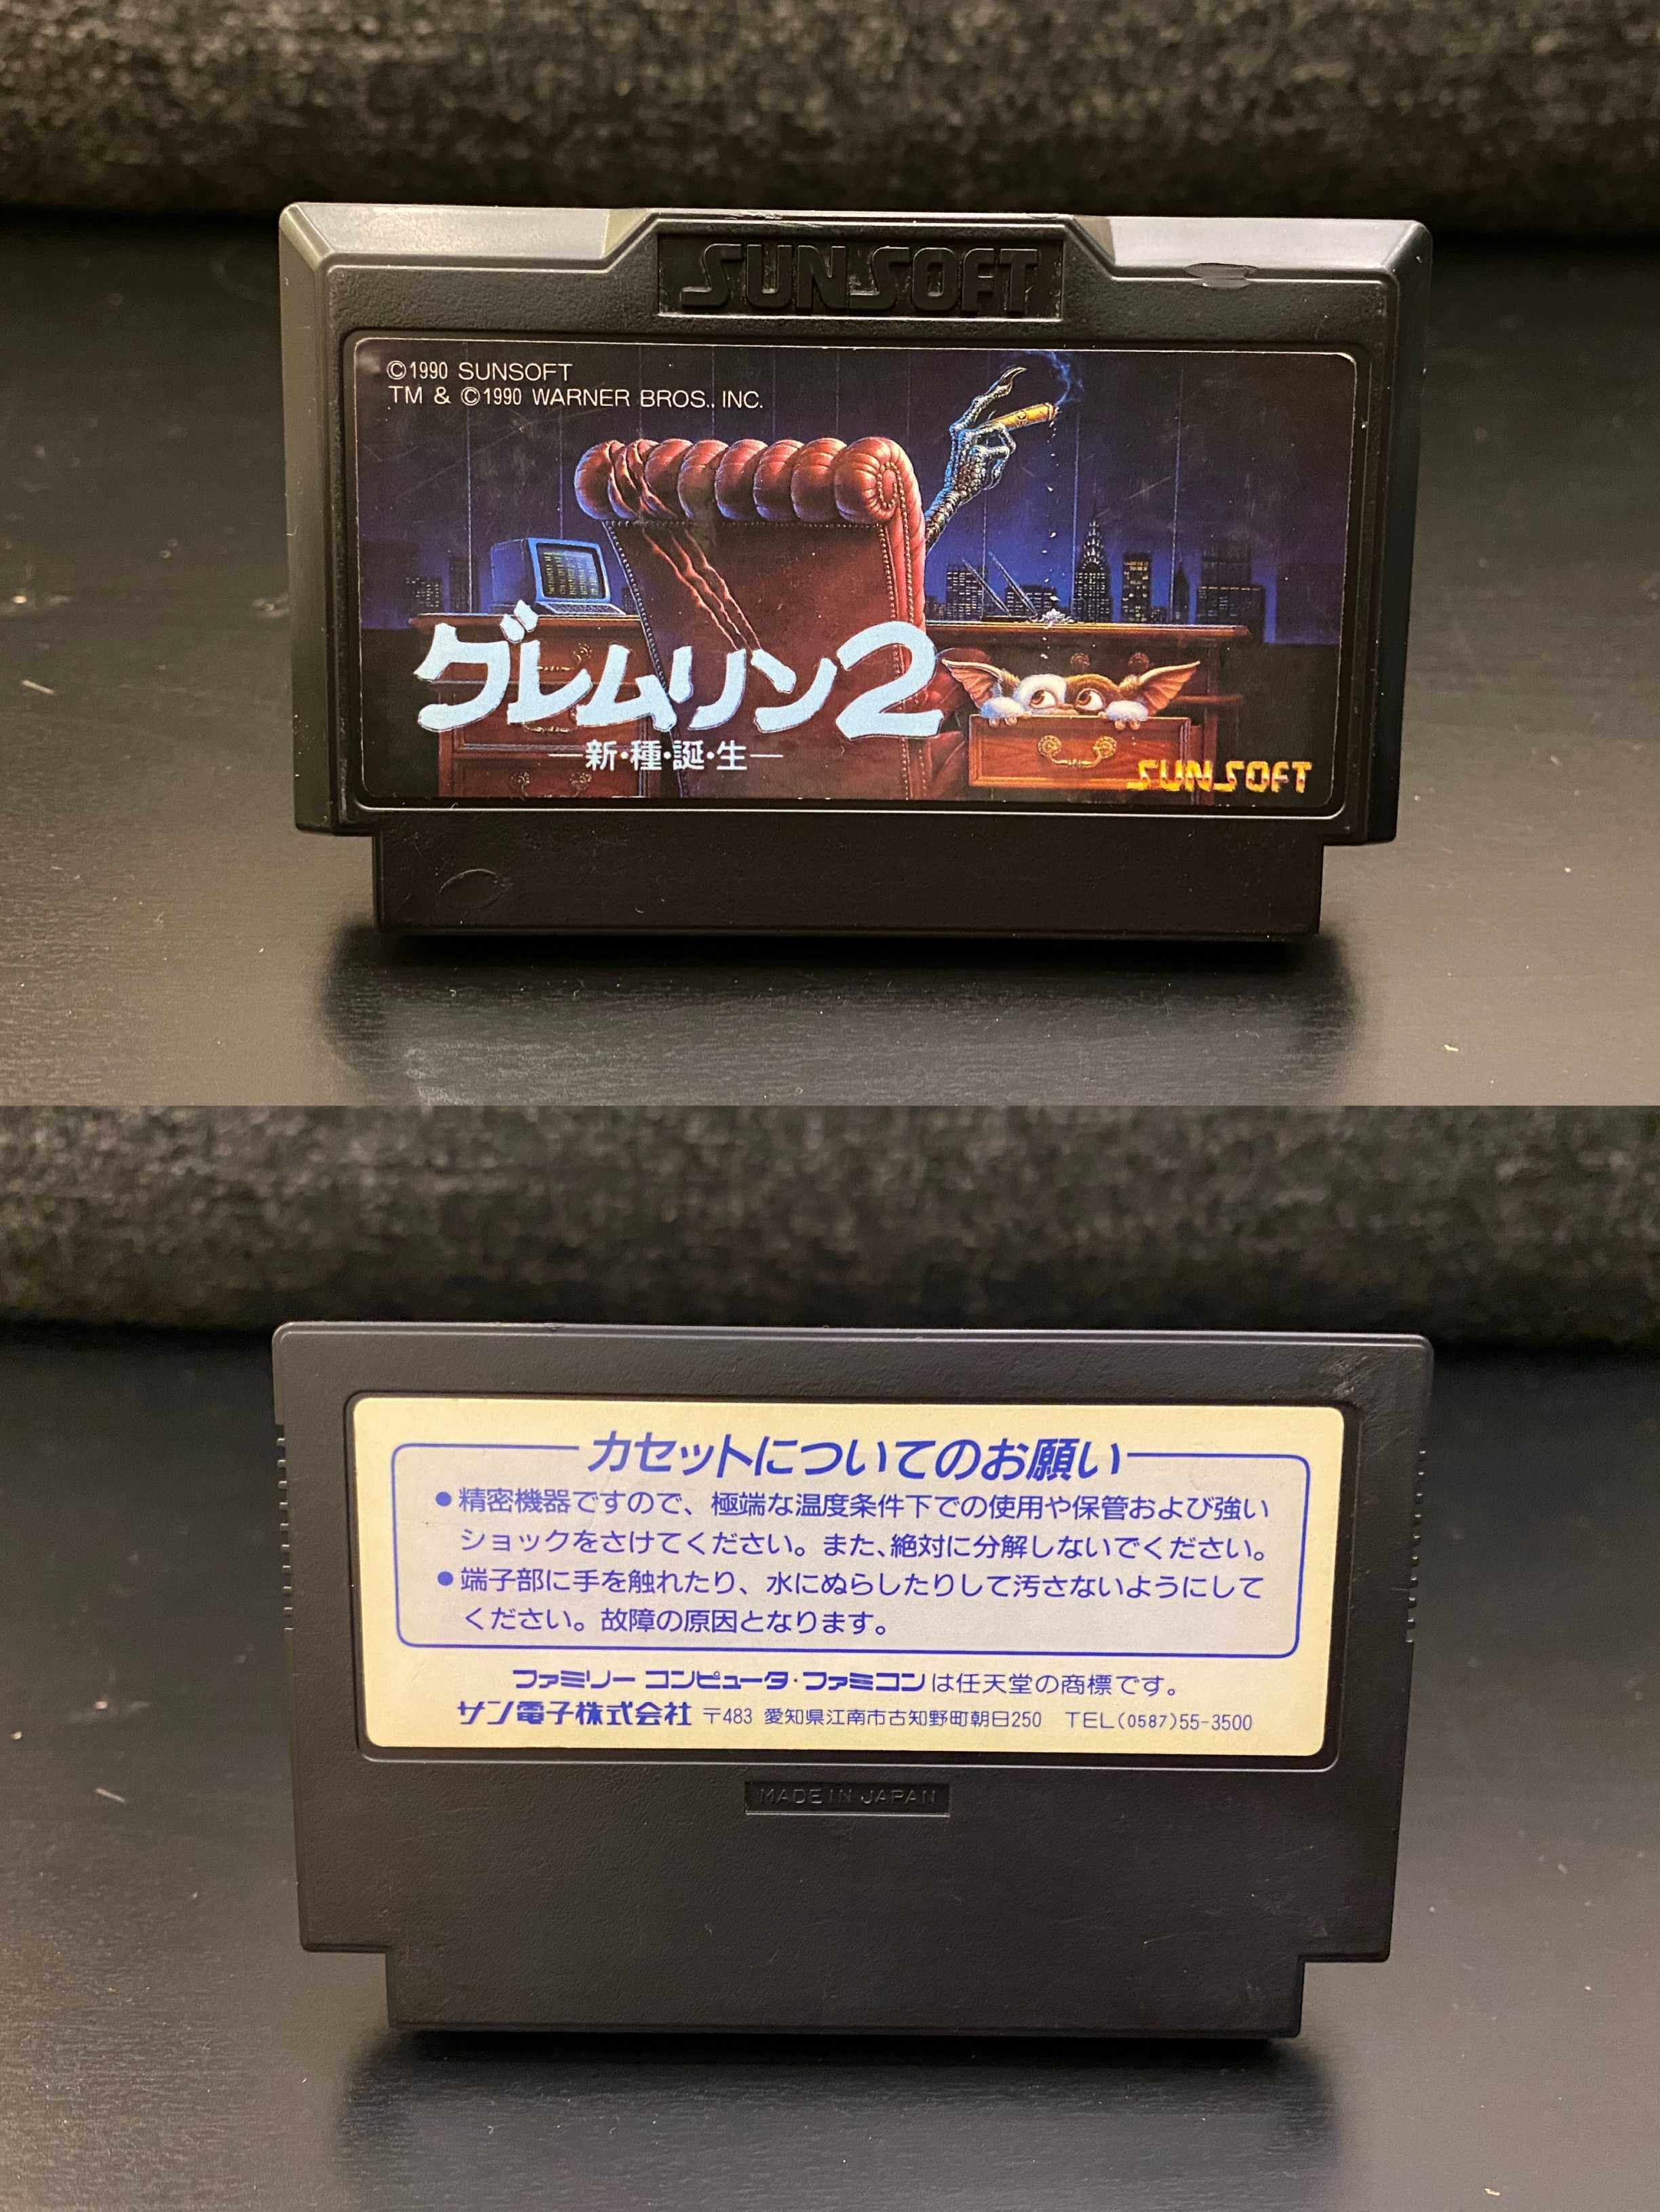 SUNSOFT
©1990 SUNSOFT
TM & ©1990 WARNER BROS., INC.
グレムリン2
―新・種・誕・生―
SUNSOFT
カセットについてのお願い
●精密機器ですので、極端な温度条件下での使用や保管および強い
ショックをさけてください。また、絶対に分解しないでください。
●端子部に手を触れたり、水にぬらしたりして汚さないようにして
ください。故障の原因となります。
ファミリー コンピュータ・ファミコンは任天堂の商標です。
サン電子株式会社 〒483 愛知県江南市古知野町朝日250 TEL(0587)55-3500
MADE IN JAPAN